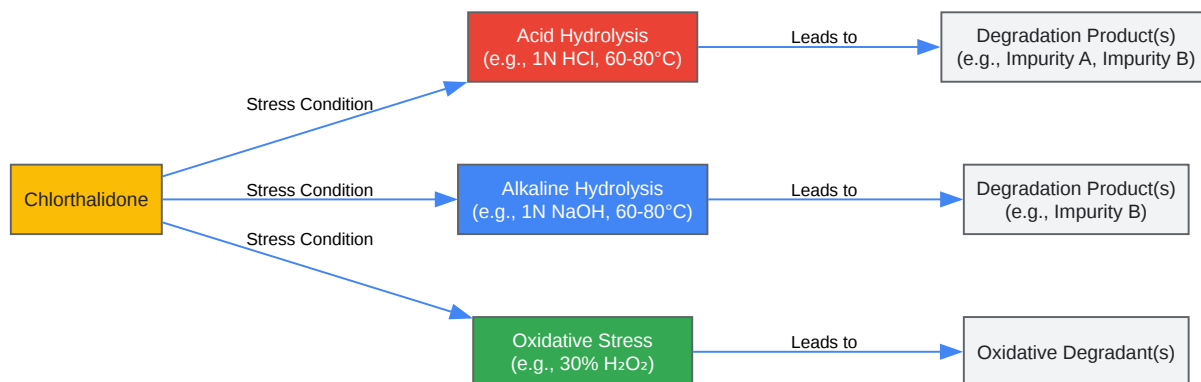 Acid Hydrolysis
(e.g., 1N HCl, 60-80°C)
Leads to
Degradation Product(s)
(e.g., Impurity A, Impurity B)
Stress Condition
Chlorthalidone
Stress Condition
Alkaline Hydrolysis
(e.g., 1N NaOH, 60-80°C)
Leads to
Degradation Product(s)
(e.g., Impurity B)
Stress Condition
Oxidative Stress
(e.g., 30% H₂O₂)
Leads to
Oxidative Degradant(s)